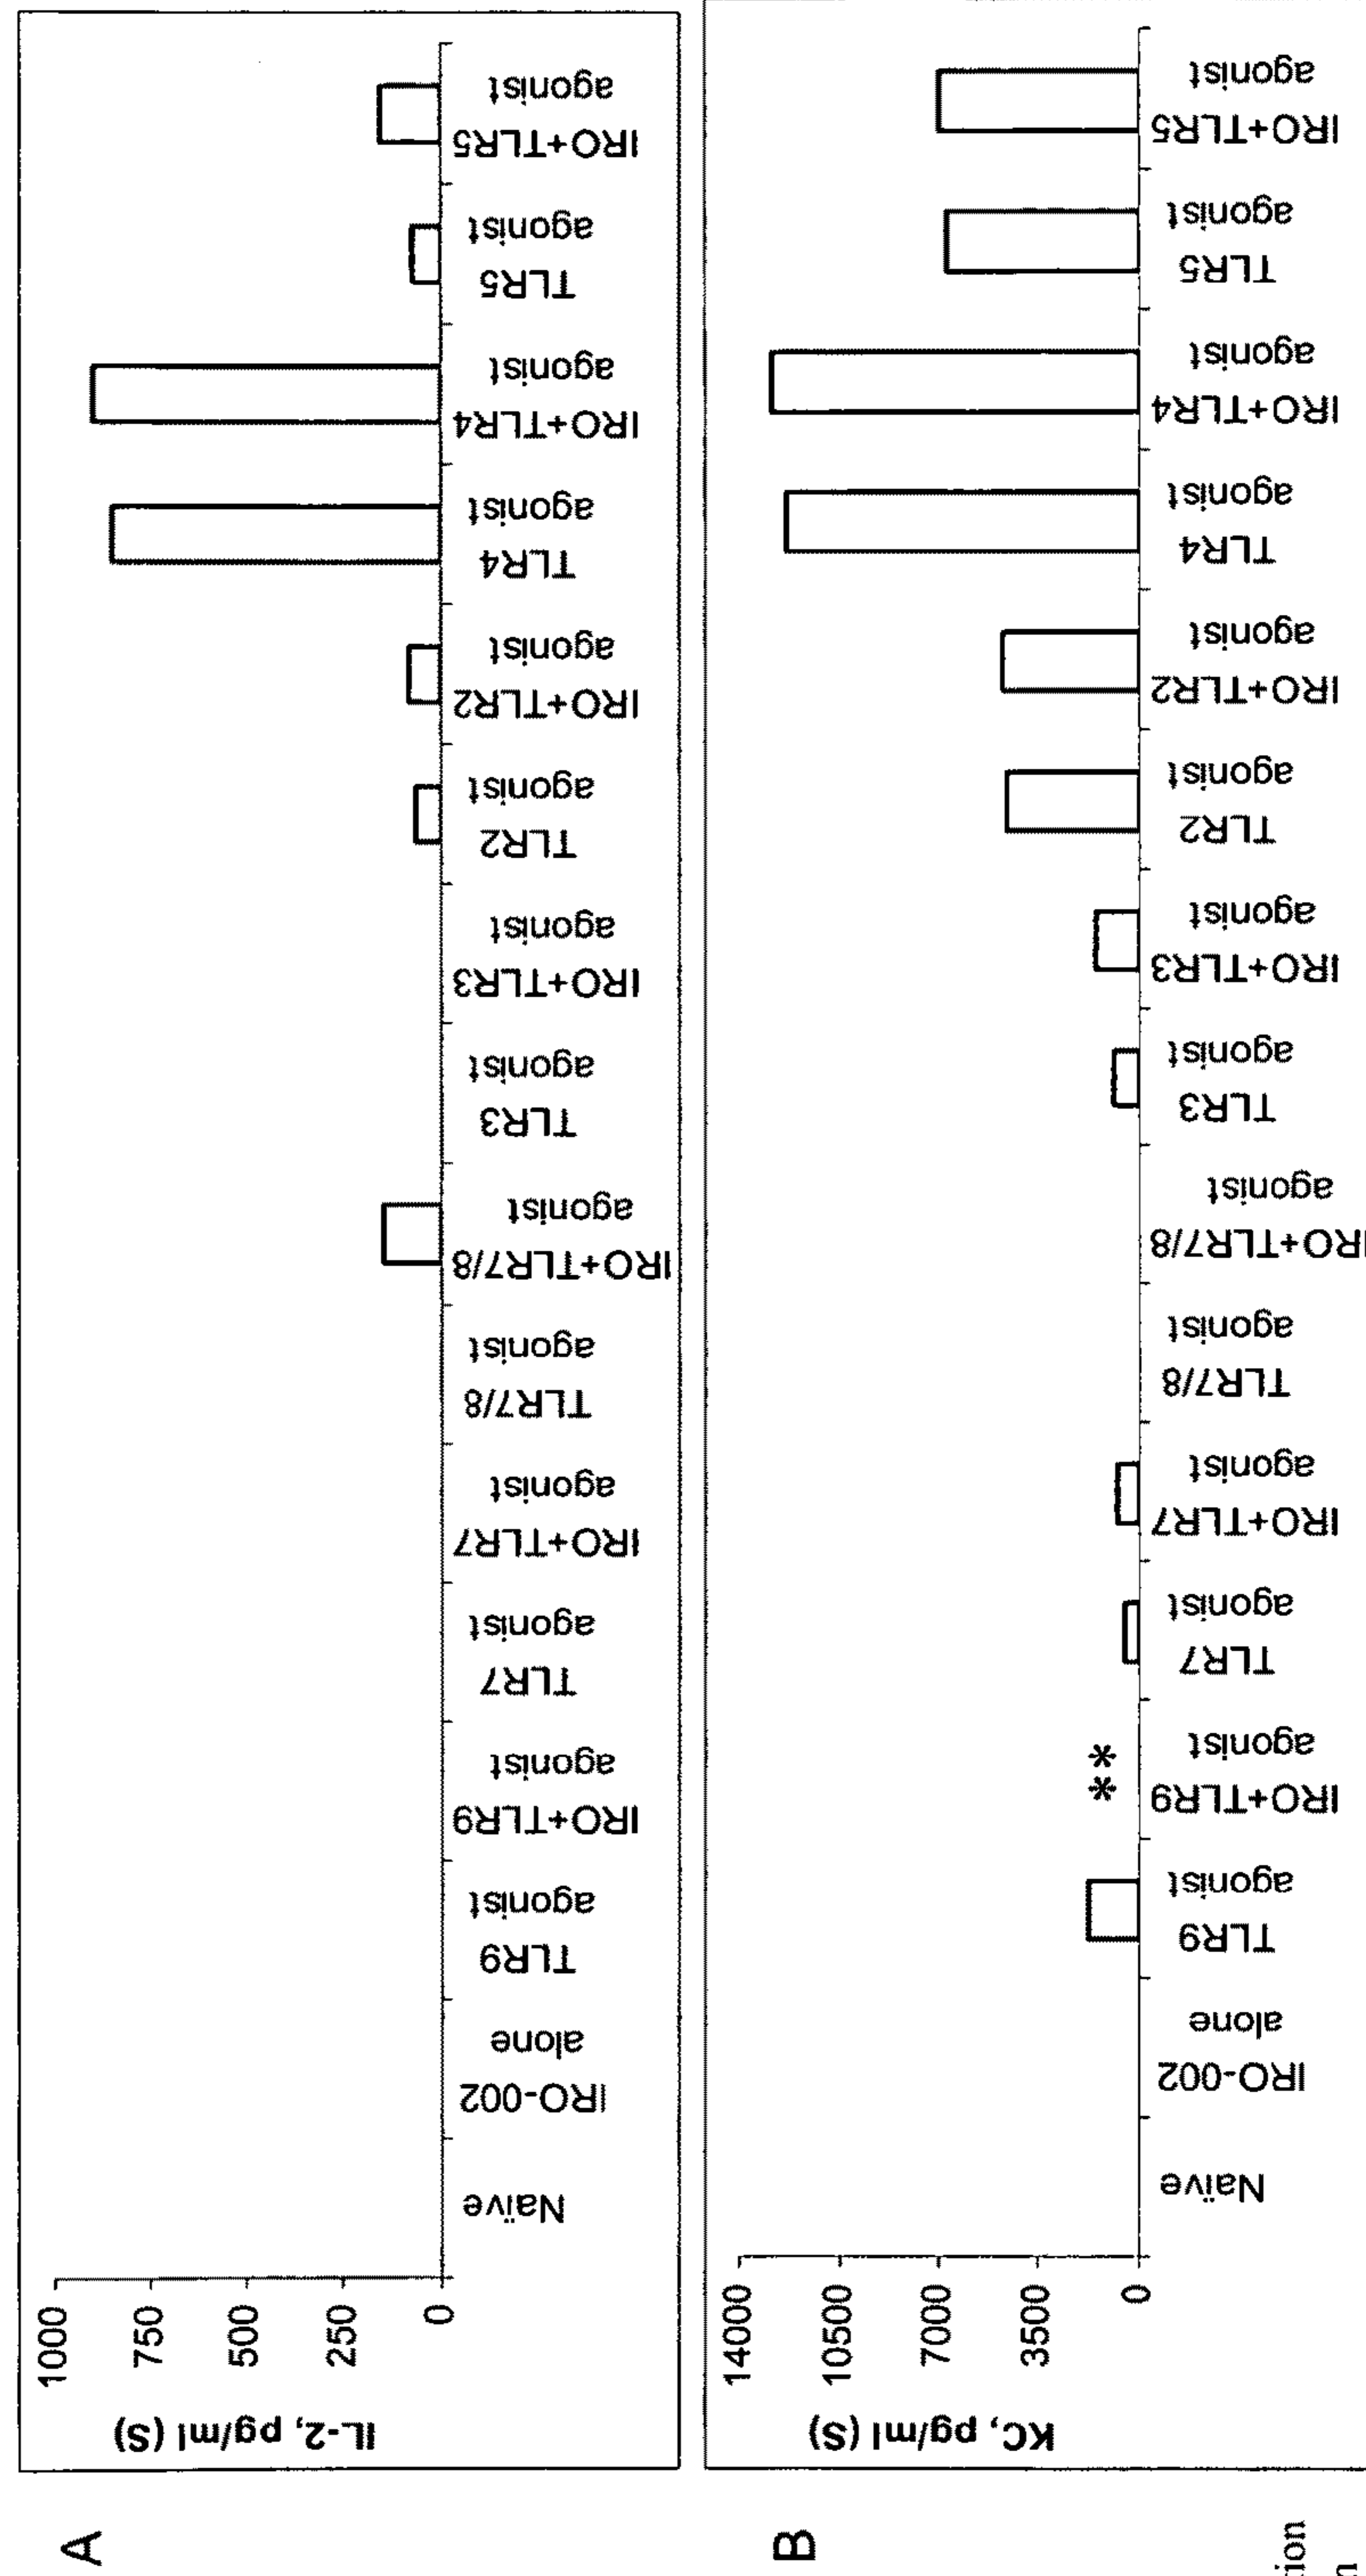 A
IL-2, pg/ml (S)
1000
750
500
250
0
Naïve
IRO-002
alone
TLR9
agonist
IRO+TLR9
agonist
TLR7
agonist
IRO+TLR7
agonist
TLR7/8
agonist
IRO+TLR7/8
agonist
TLR3
agonist
IRO+TLR3
agonist
TLR2
agonist
IRO+TLR2
agonist
TLR4
agonist
IRO+TLR4
agonist
TLR5
agonist
IRO+TLR5
agonist
B
KC, pg/ml (S)
14000
10500
7000
3500
0
Naïve
IRO-002
alone
TLR9
agonist
**
IRO+TLR9
agonist
TLR7
agonist
IRO+TLR7
agonist
TLR7/8
agonist
IRO+TLR7/8
agonist
TLR3
agonist
IRO+TLR3
agonist
TLR2
agonist
IRO+TLR2
agonist
TLR4
agonist
IRO+TLR4
agonist
TLR5
agonist
IRO+TLR5
agonist